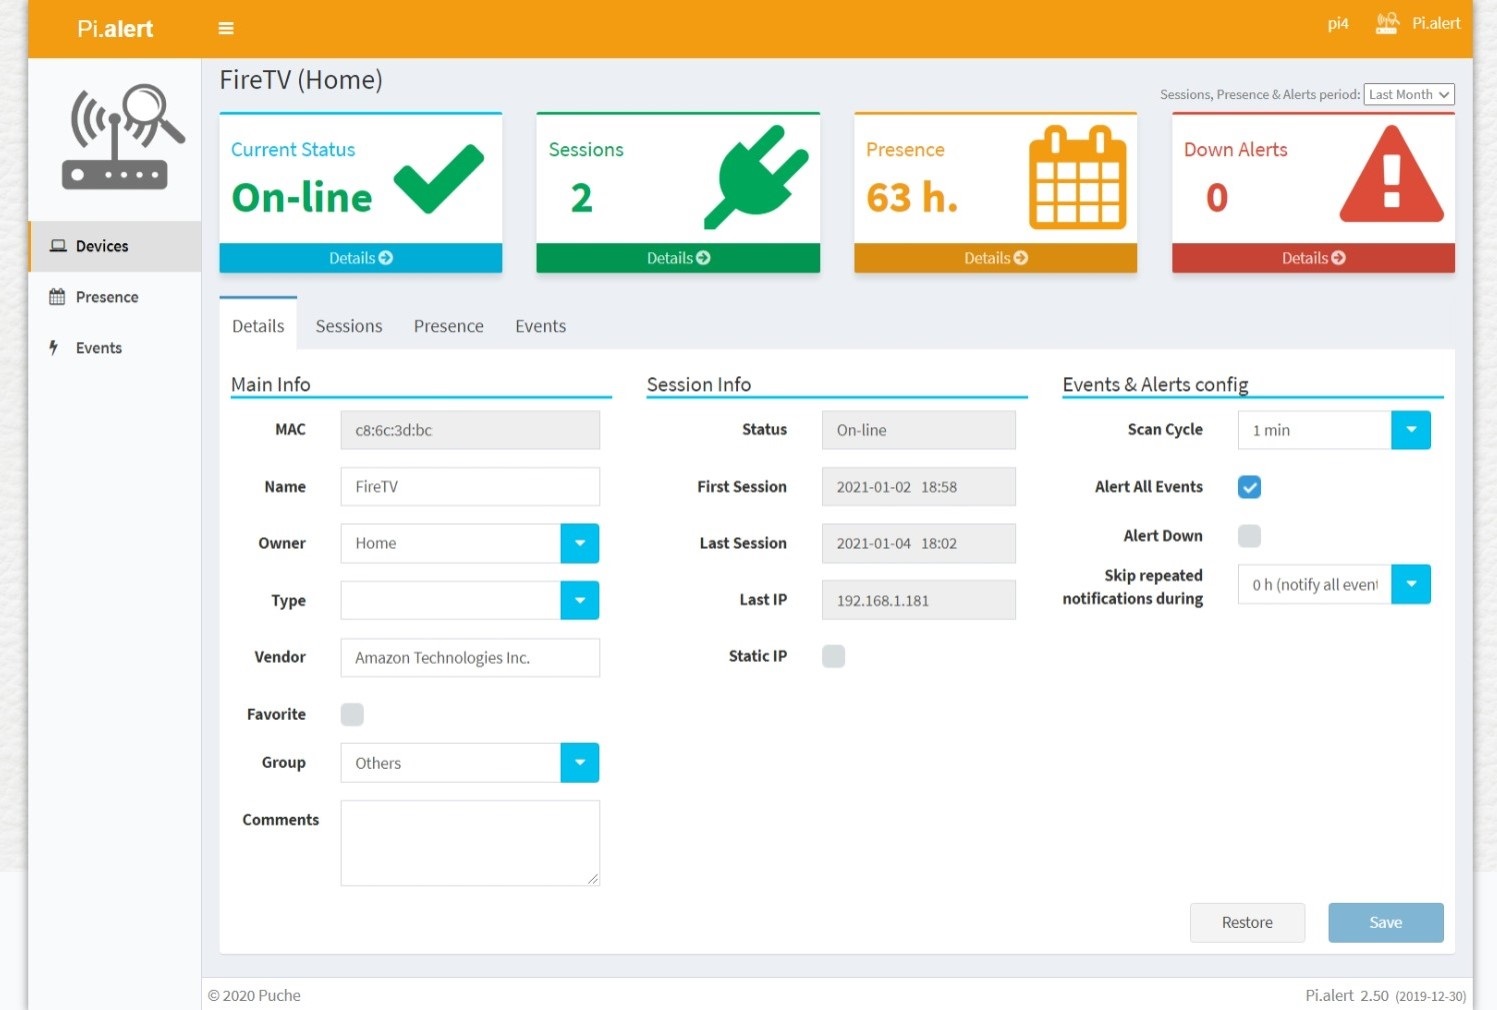 Pi.alert
pi4 Pi.alert
FireTV (Home)
Sessions, Presence & Alerts period: Last Month
Current Status
On-line
Details
Sessions
2
Details
Presence
63 h.
Details
Down Alerts
0
Details
Devices
Presence
Events
Details Sessions Presence Events
Main Info
MAC c8:6c:3d:bc
Name FireTV
Owner Home
Type
Vendor Amazon Technologies Inc.
Favorite
Group Others
Comments
Session Info
Status On-line
First Session 2021-01-02 18:58
Last Session 2021-01-04 18:02
Last IP 192.168.1.181
Static IP
Events & Alerts config
Scan Cycle 1 min
Alert All Events
Alert Down
Skip repeated
notifications during 0 h (notify all event
Restore Save
© 2020 Puche
Pi.alert 2.50 (2019-12-30)